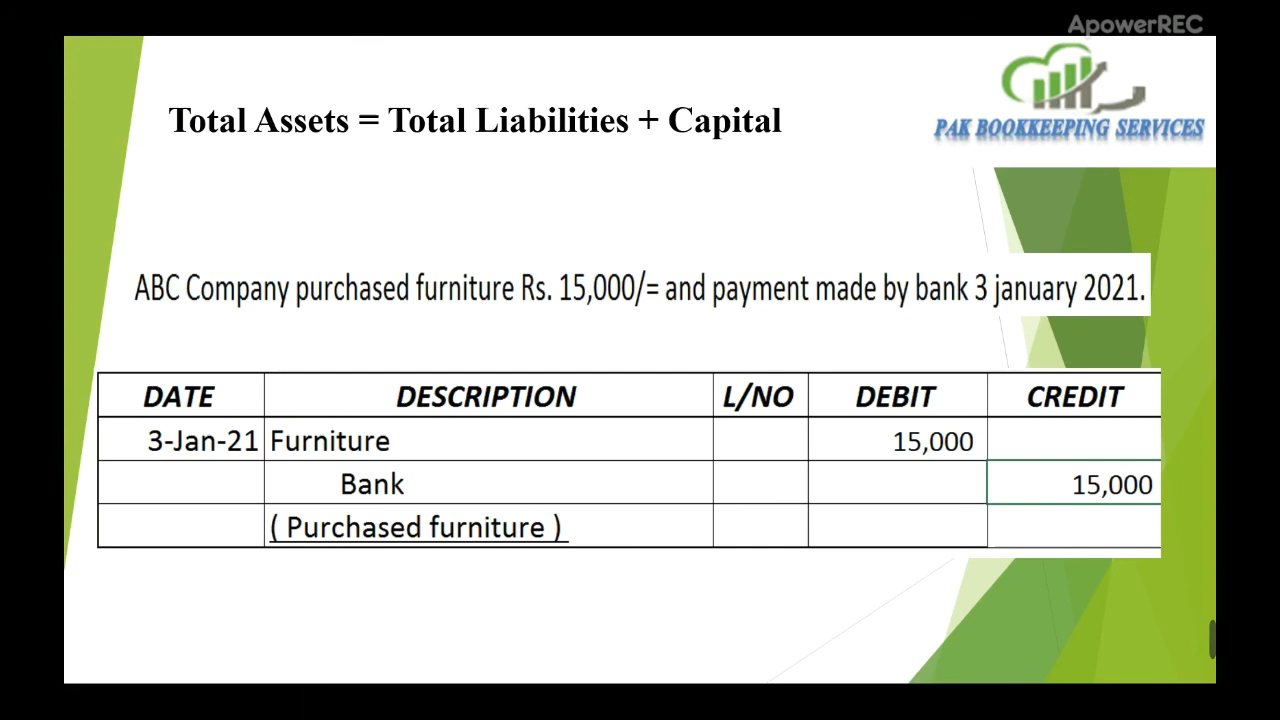 ApowerREC
PAK BOOKKEEPING SERVICES
Total Assets = Total Liabilities + Capital
ABC Company purchased furniture Rs. 15,000/= and payment made by bank 3 january 2021.
DATE DESCRIPTION L/NO DEBIT CREDIT
3-Jan-21 Furniture 15,000
Bank 15,000
( Purchased furniture )